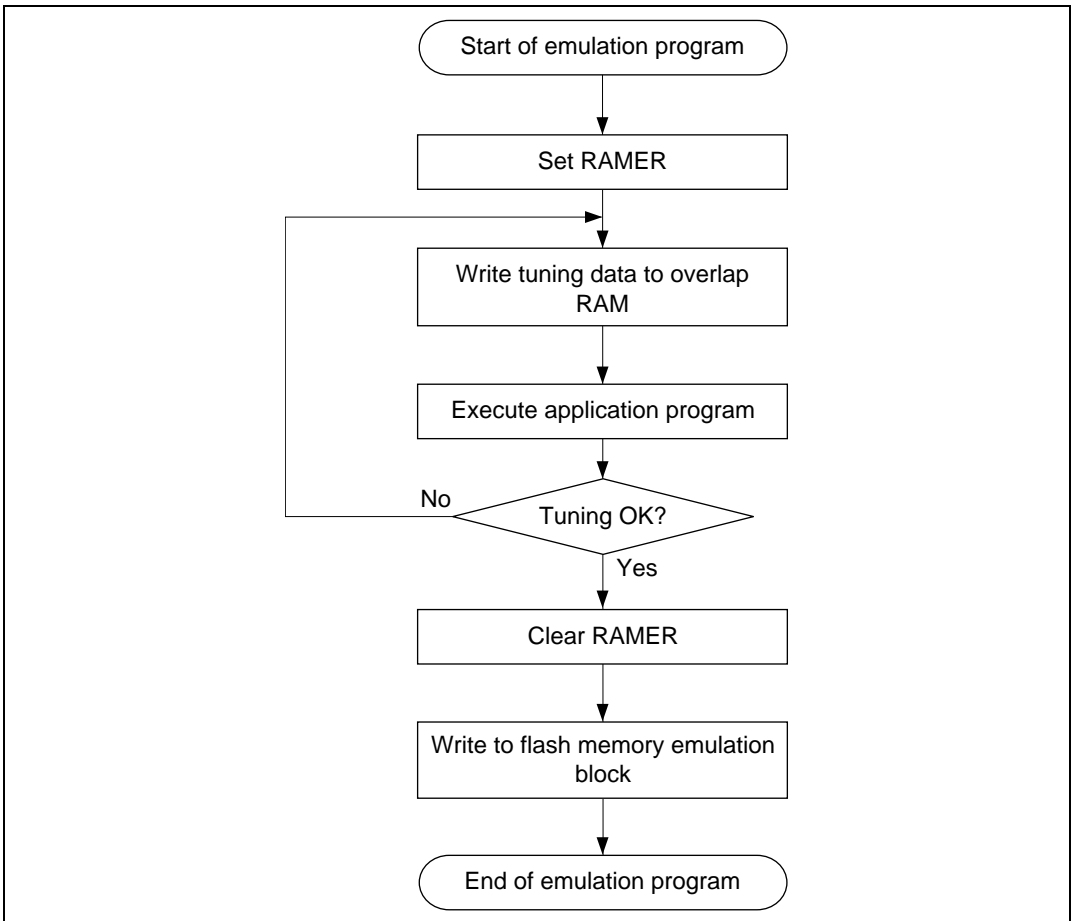 Start of emulation program
Set RAMER
Write tuning data to overlap
RAM
Execute application program
No
Tuning OK?
Yes
Clear RAMER
Write to flash memory emulation
block
End of emulation program